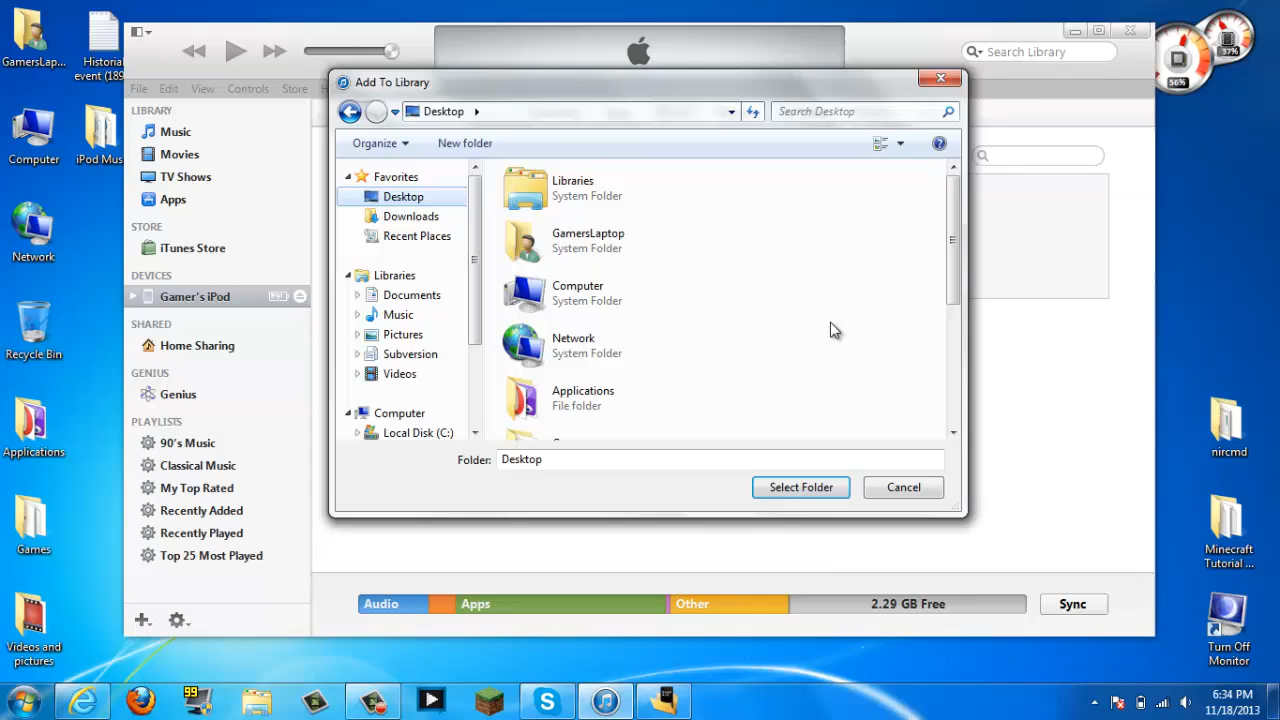 GamersLap...
Historial
event (189
Computer
iPod Mus
Network
Recycle Bin
Applications
Games
Videos and
pictures
Search Library
56%
37%
File Edit View Controls Store
LIBRARY
Music
Movies
TV Shows
Apps
STORE
iTunes Store
DEVICES
Gamer's iPod
SHARED
Home Sharing
GENIUS
Genius
PLAYLISTS
90's Music
Classical Music
My Top Rated
Recently Added
Recently Played
Top 25 Most Played
Add To Library
Desktop
Search Desktop
Organize
New folder
Favorites
Desktop
Downloads
Recent Places
Libraries
Documents
Music
Pictures
Subversion
Videos
Computer
Local Disk (C:)
Libraries
System Folder
GamersLaptop
System Folder
Computer
System Folder
Network
System Folder
Applications
File folder
Folder: Desktop
Select Folder
Cancel
Audio
Apps
Other
2.29 GB Free
Sync
nircmd
Minecraft
Tutorial ...
Turn Off
Monitor
99
6:34 PM
11/18/2013